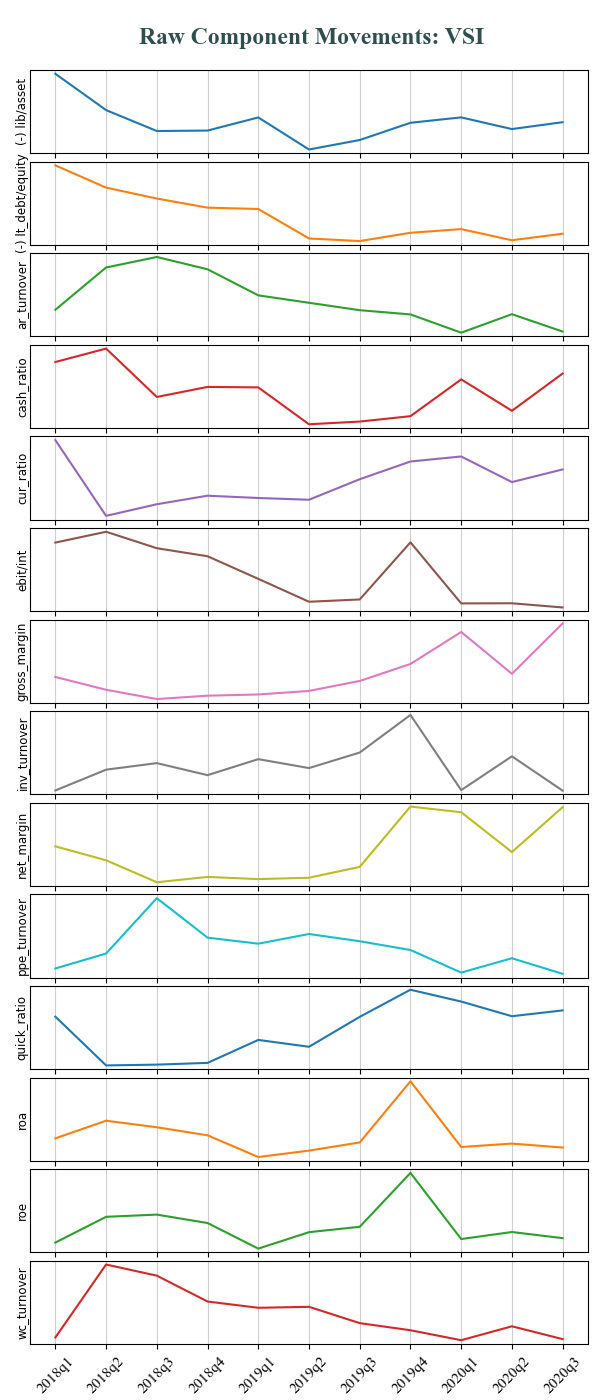 Raw Component Movements: VSI
(-) lib/asset
(-) lt_debt/equity
ar_turnover
cash_ratio
cur_ratio
ebit/int
gross_margin
inv_turnover
net_margin
ppe_turnover
quick_ratio
roa
roe
wc_turnover
2018q1 2018q2 2018q3 2018q4 2019q1 2019q2 2019q3 2019q4 2020q1 2020q2 2020q3